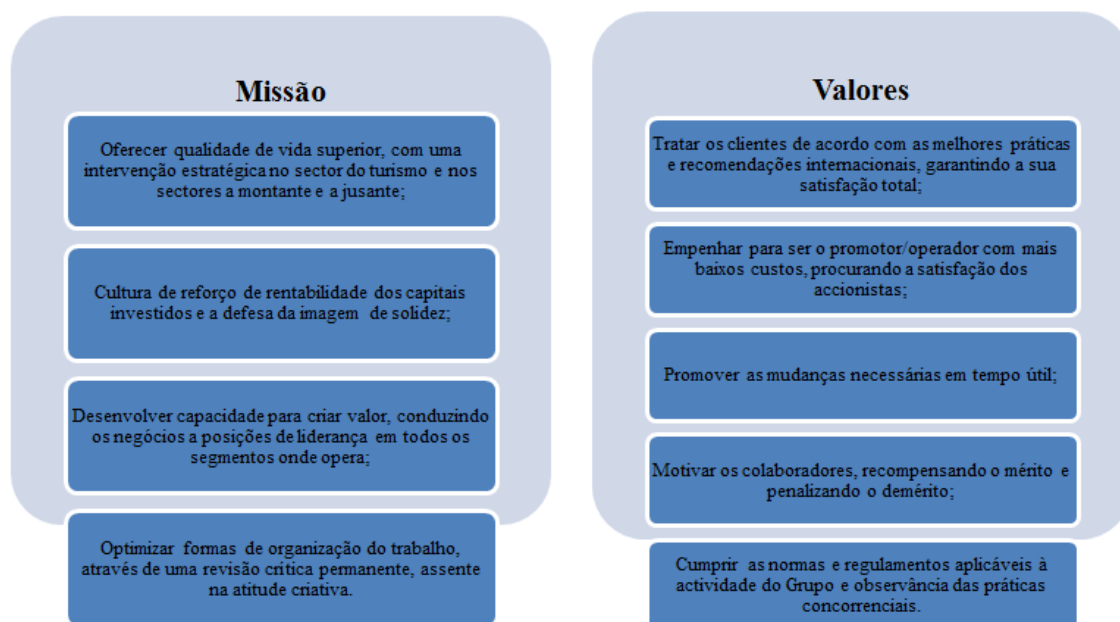 Missão
Oferecer qualidade de vida superior, com uma
intervenção estratégica no sector do turismo e nos
sectores a montante e a jusante;
Cultura de reforço de rentabilidade dos capitais
investidos e a defesa da imagem de solidez;
Desenvolver capacidade para criar valor, conduzindo
os negócios a posições de liderança em todos os
segmentos onde opera;
Optimizar formas de organização do trabalho,
através de uma revisão crítica permanente, assente
na atitude criativa.
Valores
Tratar os clientes de acordo com as melhores práticas
e recomendações internacionais, garantindo a sua
satisfação total;
Empenhar para ser o promotor/operador com mais
baixos custos, procurando a satisfação dos
accionistas;
Promover as mudanças necessárias em tempo útil;
Motivar os colaboradores, recompensando o mérito e
penalizando o demérito;
Cumprir as normas e regulamentos aplicáveis à
actividade do Grupo e observância das práticas
concorrenciais.